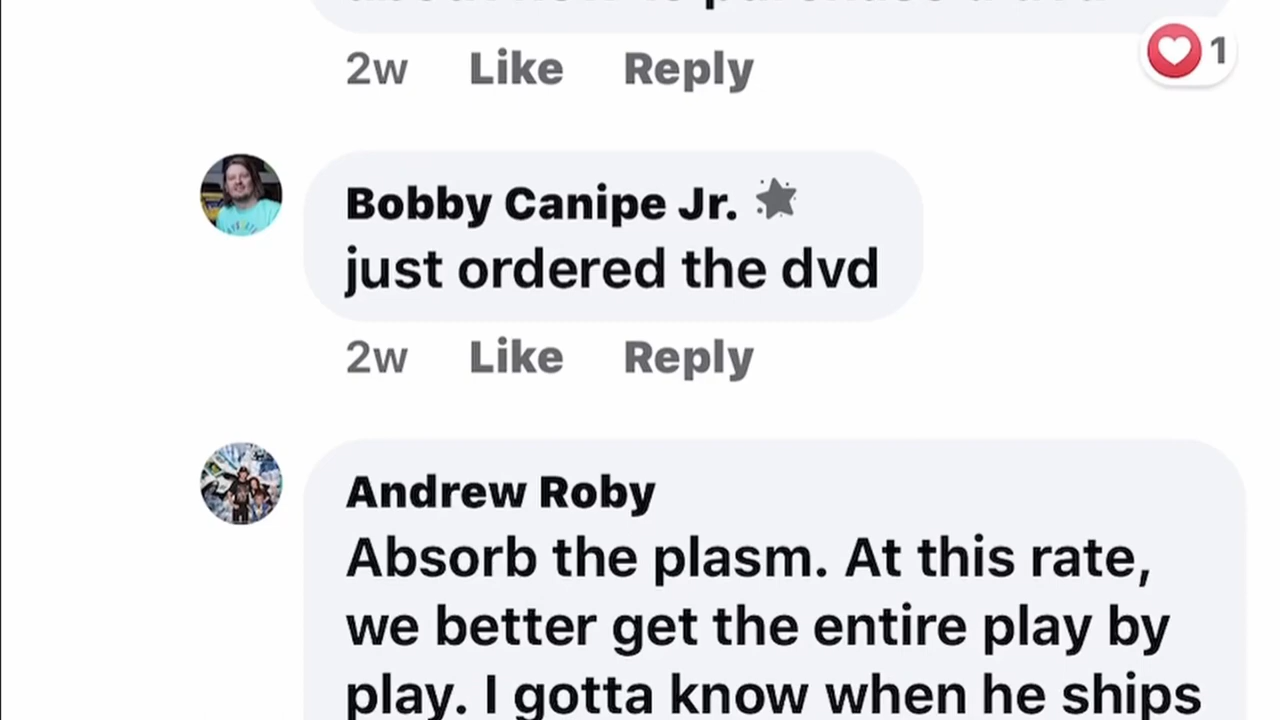 2w Like Reply
1
Bobby Canipe Jr.
just ordered the dvd
2w Like Reply
Andrew Roby
Absorb the plasm. At this rate,
we better get the entire play by
play. I gotta know when he ships